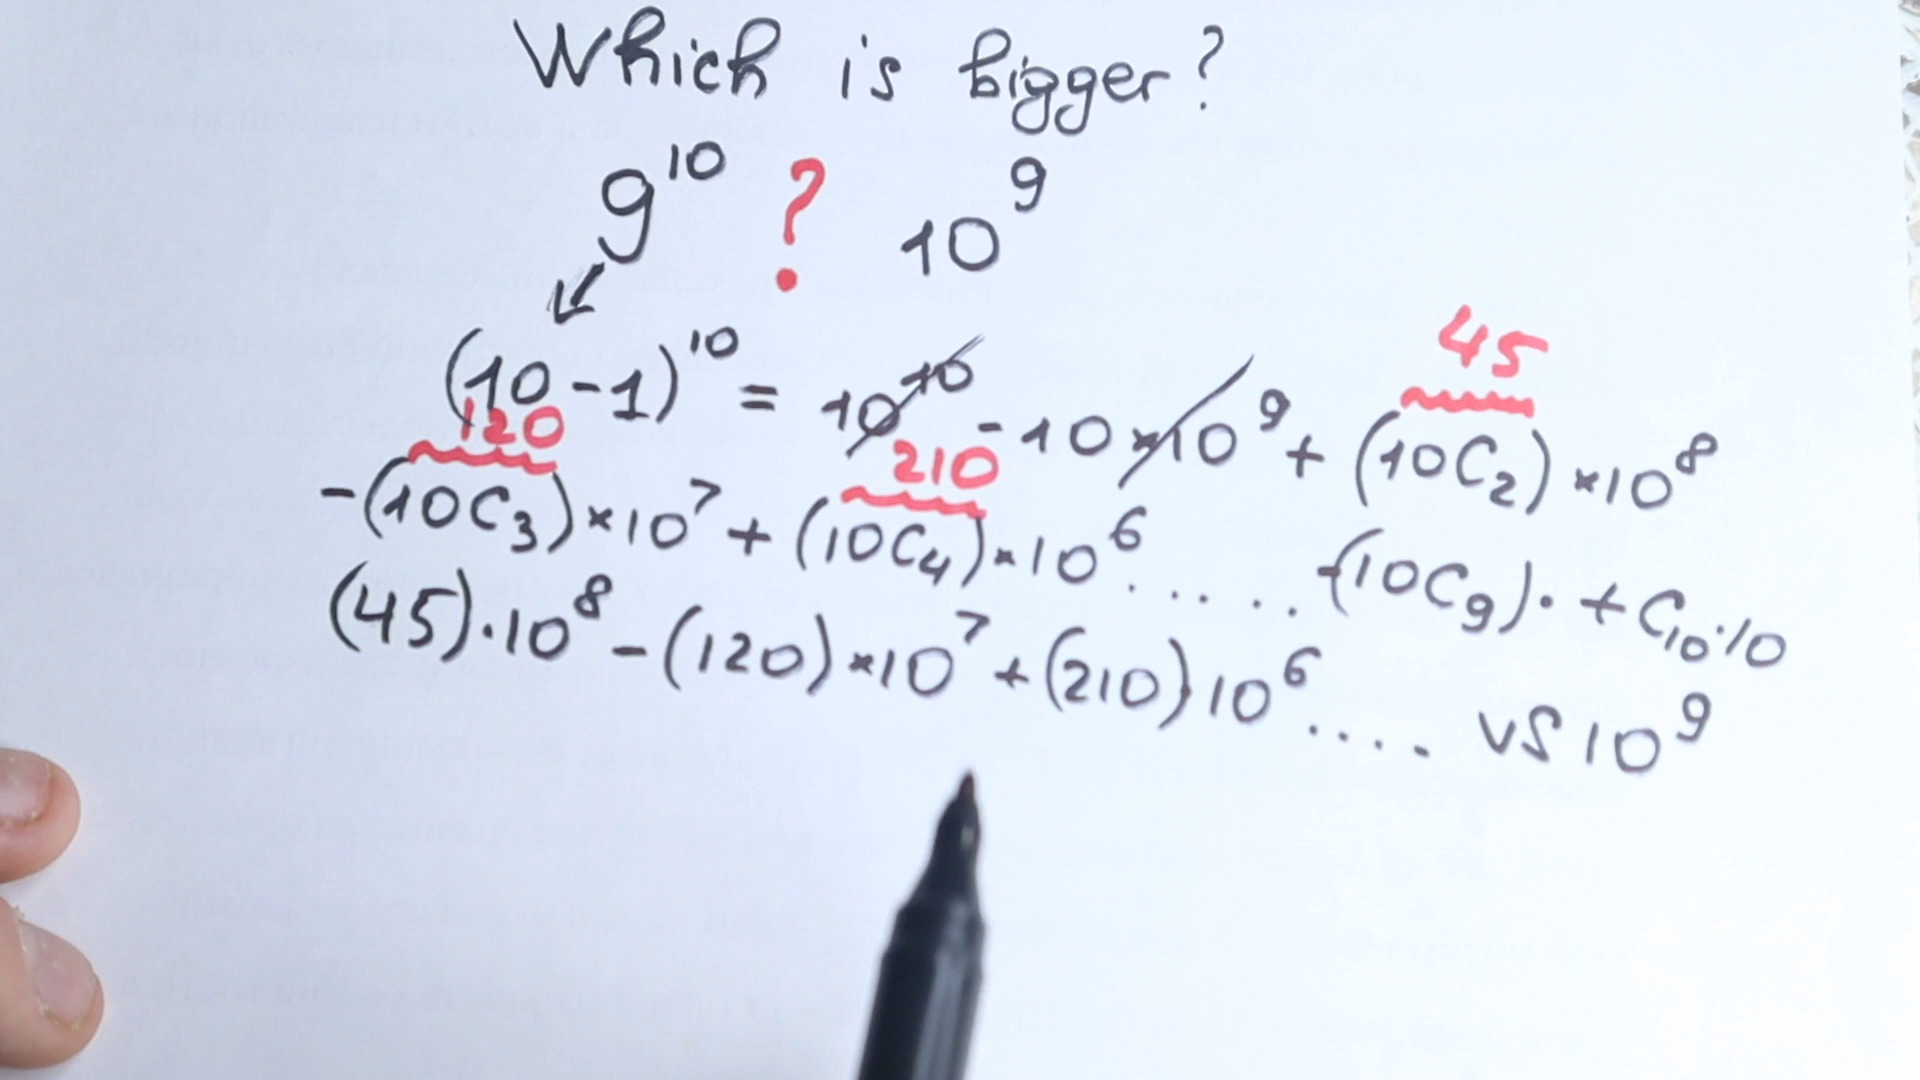 Which is bigger?
9^10 ? 10^9
(10-1)^10 = 10^10 - 10×10^9 + (10C₂)×10^8
45
120
210
-(10C₃)×10^7 + (10C₄)×10^6 ..... -(10C₉)· + C₁₀·10
(45)·10^8 - (120)×10^7 + (210)·10^6 .... vs 10^9